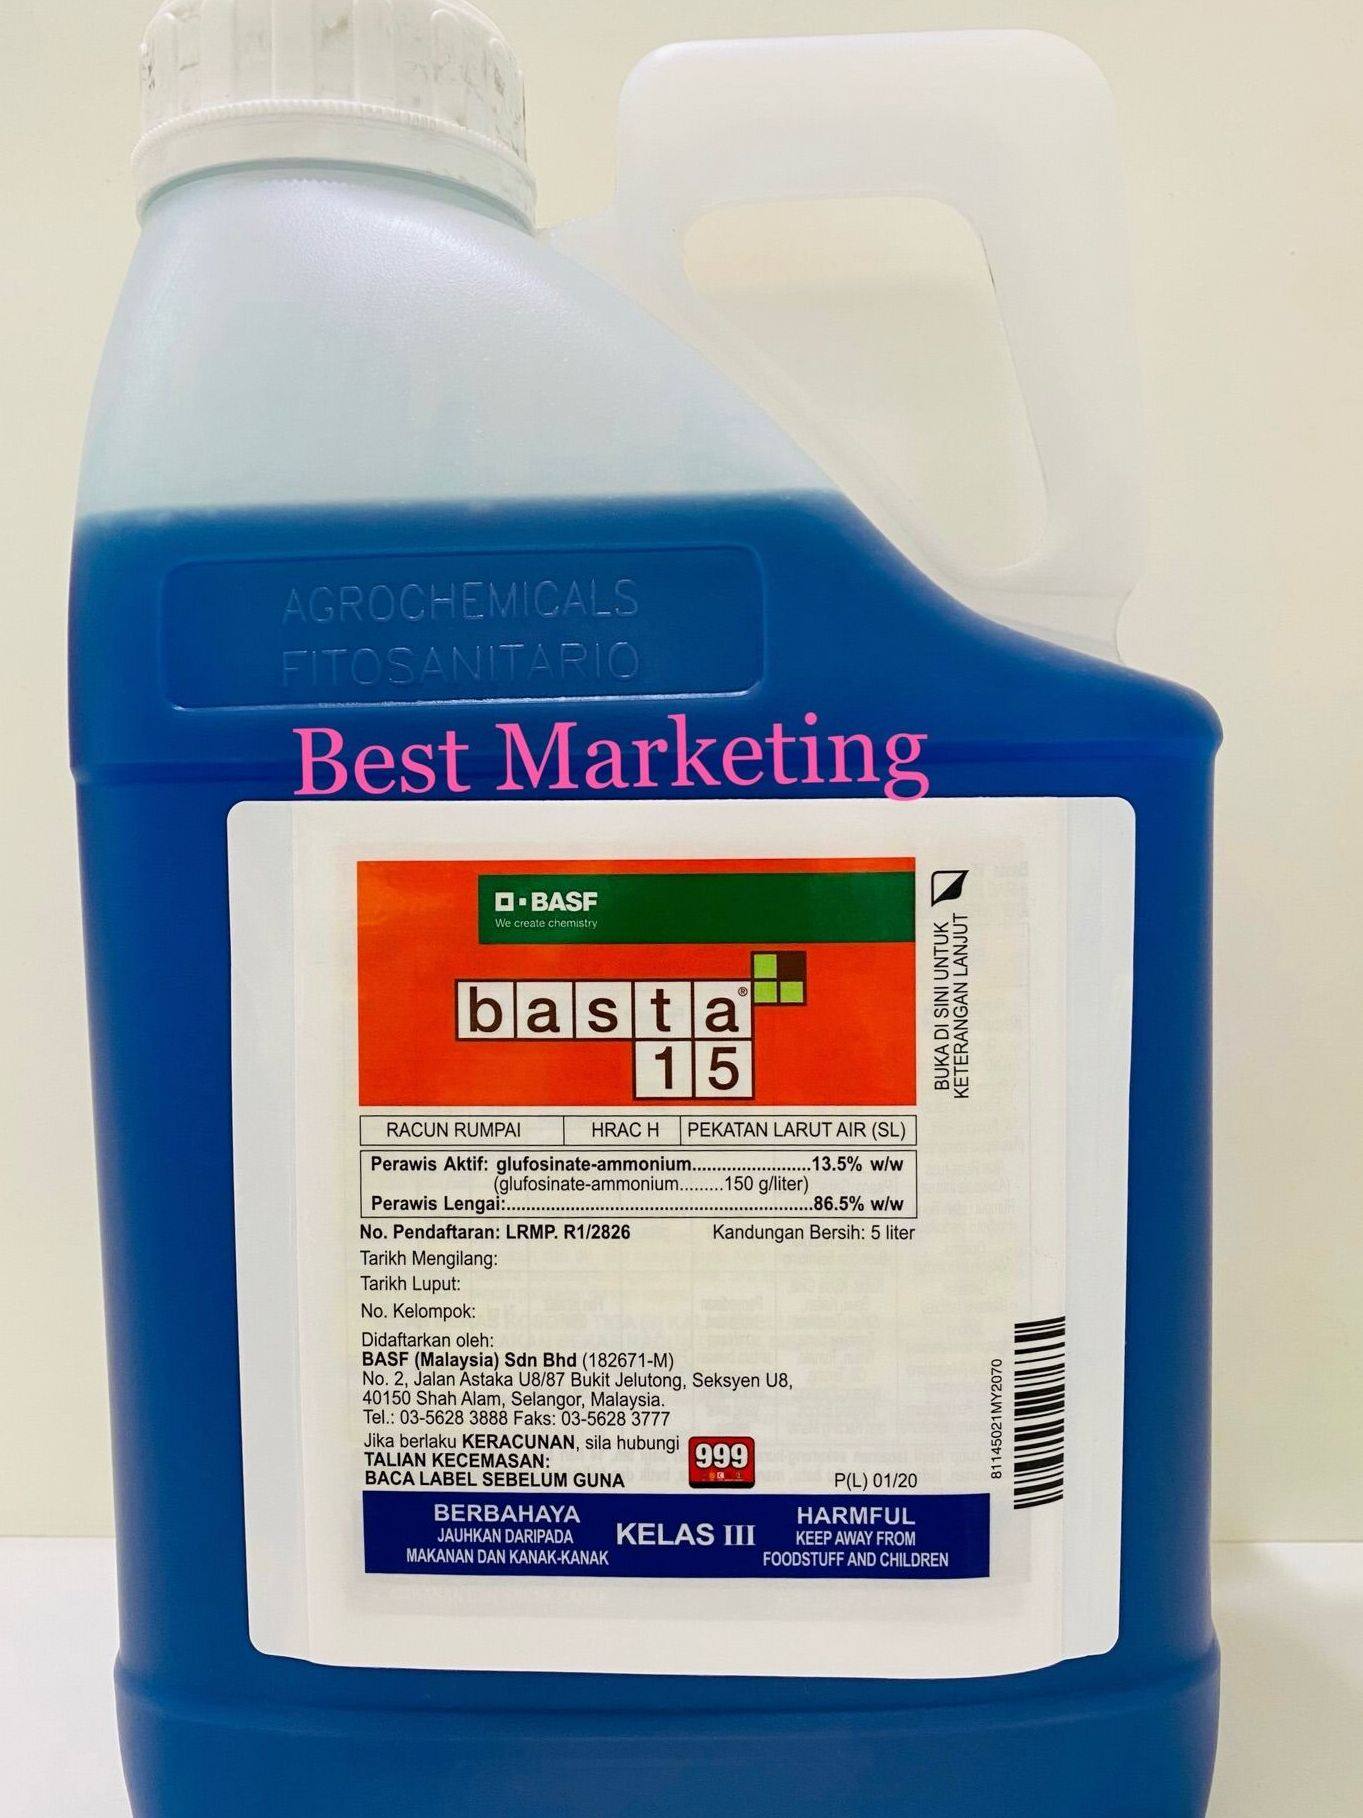 AGROCHEMICALS
FITOSANITARIO
Best Marketing
BASF
We create chemistry
basta®
15
BUKA DI SINI UNTUK
KETERANGAN LANJUT
RACUN RUMPAI HRAC H PEKATAN LARUT AIR (SL)
Perawis Aktif: glufosinate-ammonium.......................13.5% w/w
(glufosinate-ammonium.........150 g/liter)
Perawis Lengai:............................................................86.5% w/w
No. Pendaftaran: LRMP. R1/2826 Kandungan Bersih: 5 liter
Tarikh Mengilang:
Tarikh Luput:
No. Kelompok:
Didaftarkan oleh:
BASF (Malaysia) Sdn Bhd (182671-M)
No. 2, Jalan Astaka U8/87 Bukit Jelutong, Seksyen U8,
40150 Shah Alam, Selangor, Malaysia.
Tel.: 03-5628 3888 Faks: 03-5628 3777
Jika berlaku KERACUNAN, sila hubungi 999
TALIAN KECEMASAN:
BACA LABEL SEBELUM GUNA P(L) 01/20
81145021MY2070
BERBAHAYA
JAUHKAN DARIPADA
MAKANAN DAN KANAK-KANAK
KELAS III
HARMFUL
KEEP AWAY FROM
FOODSTUFF AND CHILDREN